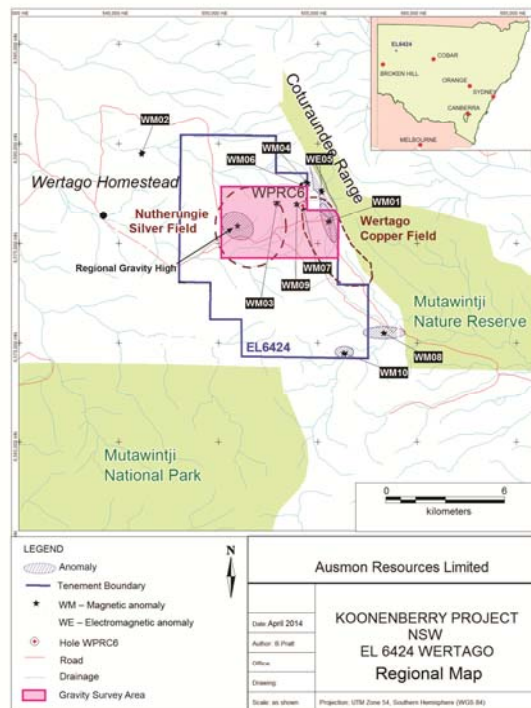 EL6424
COBAR
BROKEN HILL
ORANGE
SYDNEY
CANBERRA
MELBOURNE
WM02
WM04
WM06
WE05
Coturaundee Range
WM01
Wertago Homestead
WPRC6
Nutherungie
Silver Field
Wertago
Copper Field
Regional Gravity High
WM07
WM09
WM03
Mutawintji
Nature Reserve
WM08
EL6424
WM10
Mutawintji
National Park
0
6
kilometers
LEGEND
Anomaly
Tenement Boundary
WM – Magnetic anomaly
WE – Electromagnetic anomaly
Hole WPRC6
Road
Drainage
Gravity Survey Area
N
Ausmon Resources Limited
Date: April 2014
Author: B.Pratt
Office:
Drawing:
Scale: as shown
KOONENBERRY PROJECT
NSW
EL 6424 WERTAGO
Regional Map
Projection: UTM Zone 54, Southern Hemisphere (WGS 84)